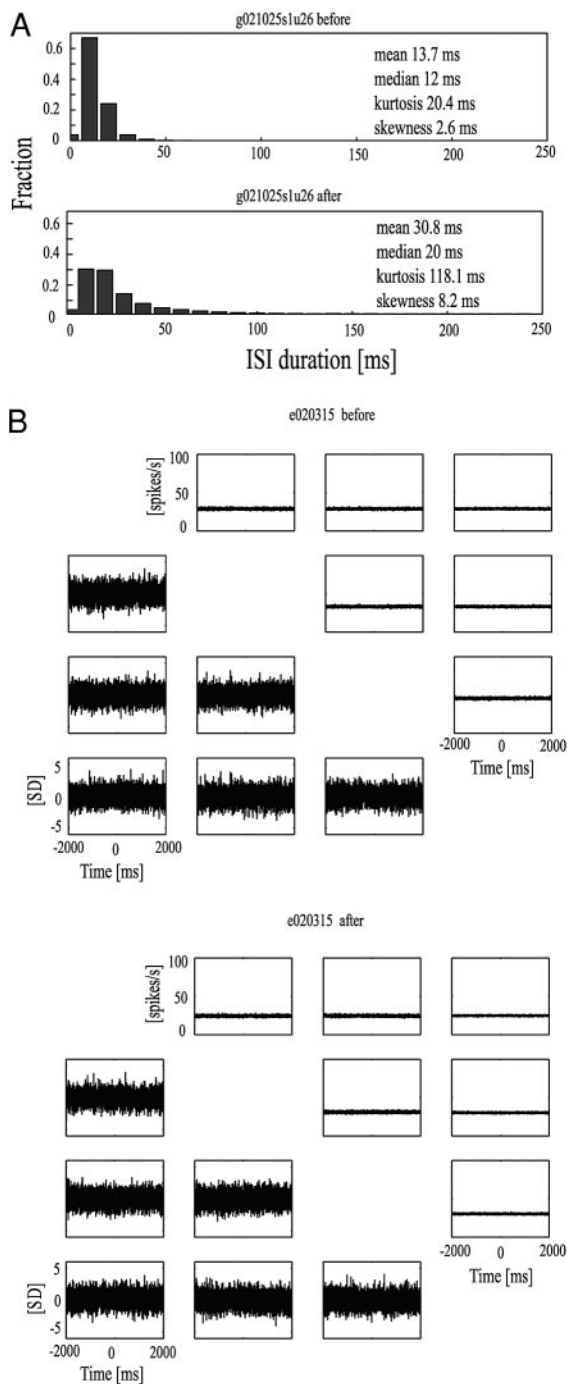 A
g021025s1u26 before
0.6
0.4
0.2
0
mean 13.7 ms
median 12 ms
kurtosis 20.4 ms
skewness 2.6 ms
0 50 100 150 200 250
Fraction
g021025s1u26 after
0.6
0.4
0.2
0
mean 30.8 ms
median 20 ms
kurtosis 118.1 ms
skewness 8.2 ms
0 50 100 150 200 250
ISI duration [ms]
B
e020315 before
[spikes/s]
100
50
0
-2000 0 2000
Time [ms]
[SD]
5
0
-5
-2000 0 2000
Time [ms]
e020315 after
[spikes/s]
100
50
0
-2000 0 2000
Time [ms]
[SD]
5
0
-5
-2000 0 2000
Time [ms]